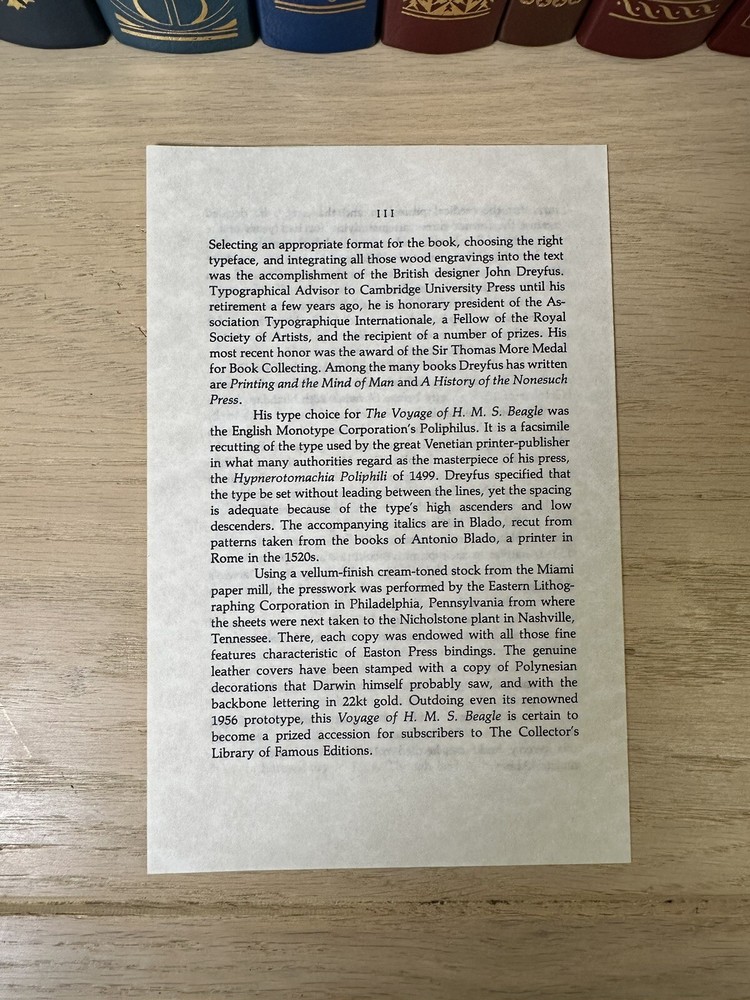 III
Selecting an appropriate format for the book, choosing the right
typeface, and integrating all those wood engravings into the text
was the accomplishment of the British designer John Dreyfus.
Typographical Advisor to Cambridge University Press until his
retirement a few years ago, he is honorary president of the As-
sociation Typographique Internationale, a Fellow of the Royal
Society of Artists, and the recipient of a number of prizes. His
most recent honor was the award of the Sir Thomas More Medal
for Book Collecting. Among the many books Dreyfus has written
are Printing and the Mind of Man and A History of the Nonesuch
Press.
His type choice for The Voyage of H. M. S. Beagle was
the English Monotype Corporation's Poliphilus. It is a facsimile
recutting of the type used by the great Venetian printer-publisher
in what many authorities regard as the masterpiece of his press,
the Hypnerotomachia Poliphili of 1499. Dreyfus specified that
the type be set without leading between the lines, yet the spacing
is adequate because of the type's high ascenders and low
descenders. The accompanying italics are in Blado, recut from
patterns taken from the books of Antonio Blado, a printer in
Rome in the 1520s.
Using a vellum-finish cream-toned stock from the Miami
paper mill, the presswork was performed by the Eastern Lithog-
raphing Corporation in Philadelphia, Pennsylvania from where
the sheets were next taken to the Nicholstone plant in Nashville,
Tennessee. There, each copy was endowed with all those fine
features characteristic of Easton Press bindings. The genuine
leather covers have been stamped with a copy of Polynesian
decorations that Darwin himself probably saw, and with the
backbone lettering in 22kt gold. Outdoing even its renowned
1956 prototype, this Voyage of H. M. S. Beagle is certain to
become a prized accession for subscribers to The Collector's
Library of Famous Editions.